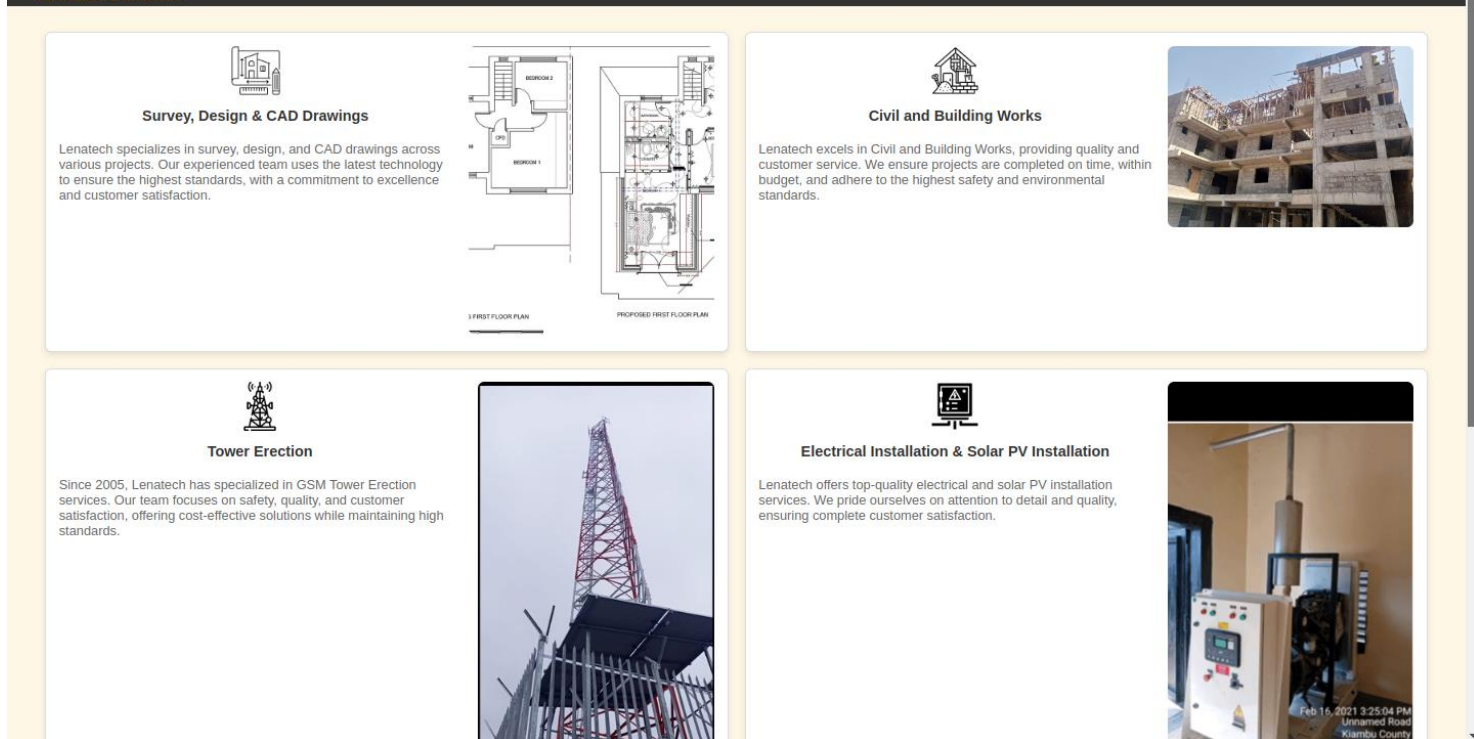 Survey, Design & CAD Drawings
Lenatech specializes in survey, design, and CAD drawings across
various projects. Our experienced team uses the latest technology
to ensure the highest standards, with a commitment to excellence
and customer satisfaction.
BEDROOM 2
CPD
BEDROOM 1
FIRST FLOOR PLAN
PROPOSED FIRST FLOOR PLAN
Civil and Building Works
Lenatech excels in Civil and Building Works, providing quality and
customer service. We ensure projects are completed on time, within
budget, and adhere to the highest safety and environmental
standards.
Tower Erection
Since 2005, Lenatech has specialized in GSM Tower Erection
services. Our team focuses on safety, quality, and customer
satisfaction, offering cost-effective solutions while maintaining high
standards.
Electrical Installation & Solar PV Installation
Lenatech offers top-quality electrical and solar PV installation
services. We pride ourselves on attention to detail and quality,
ensuring complete customer satisfaction.
Feb 16, 2021 3:25:04 PM
Unnamed Road
Kiambu County